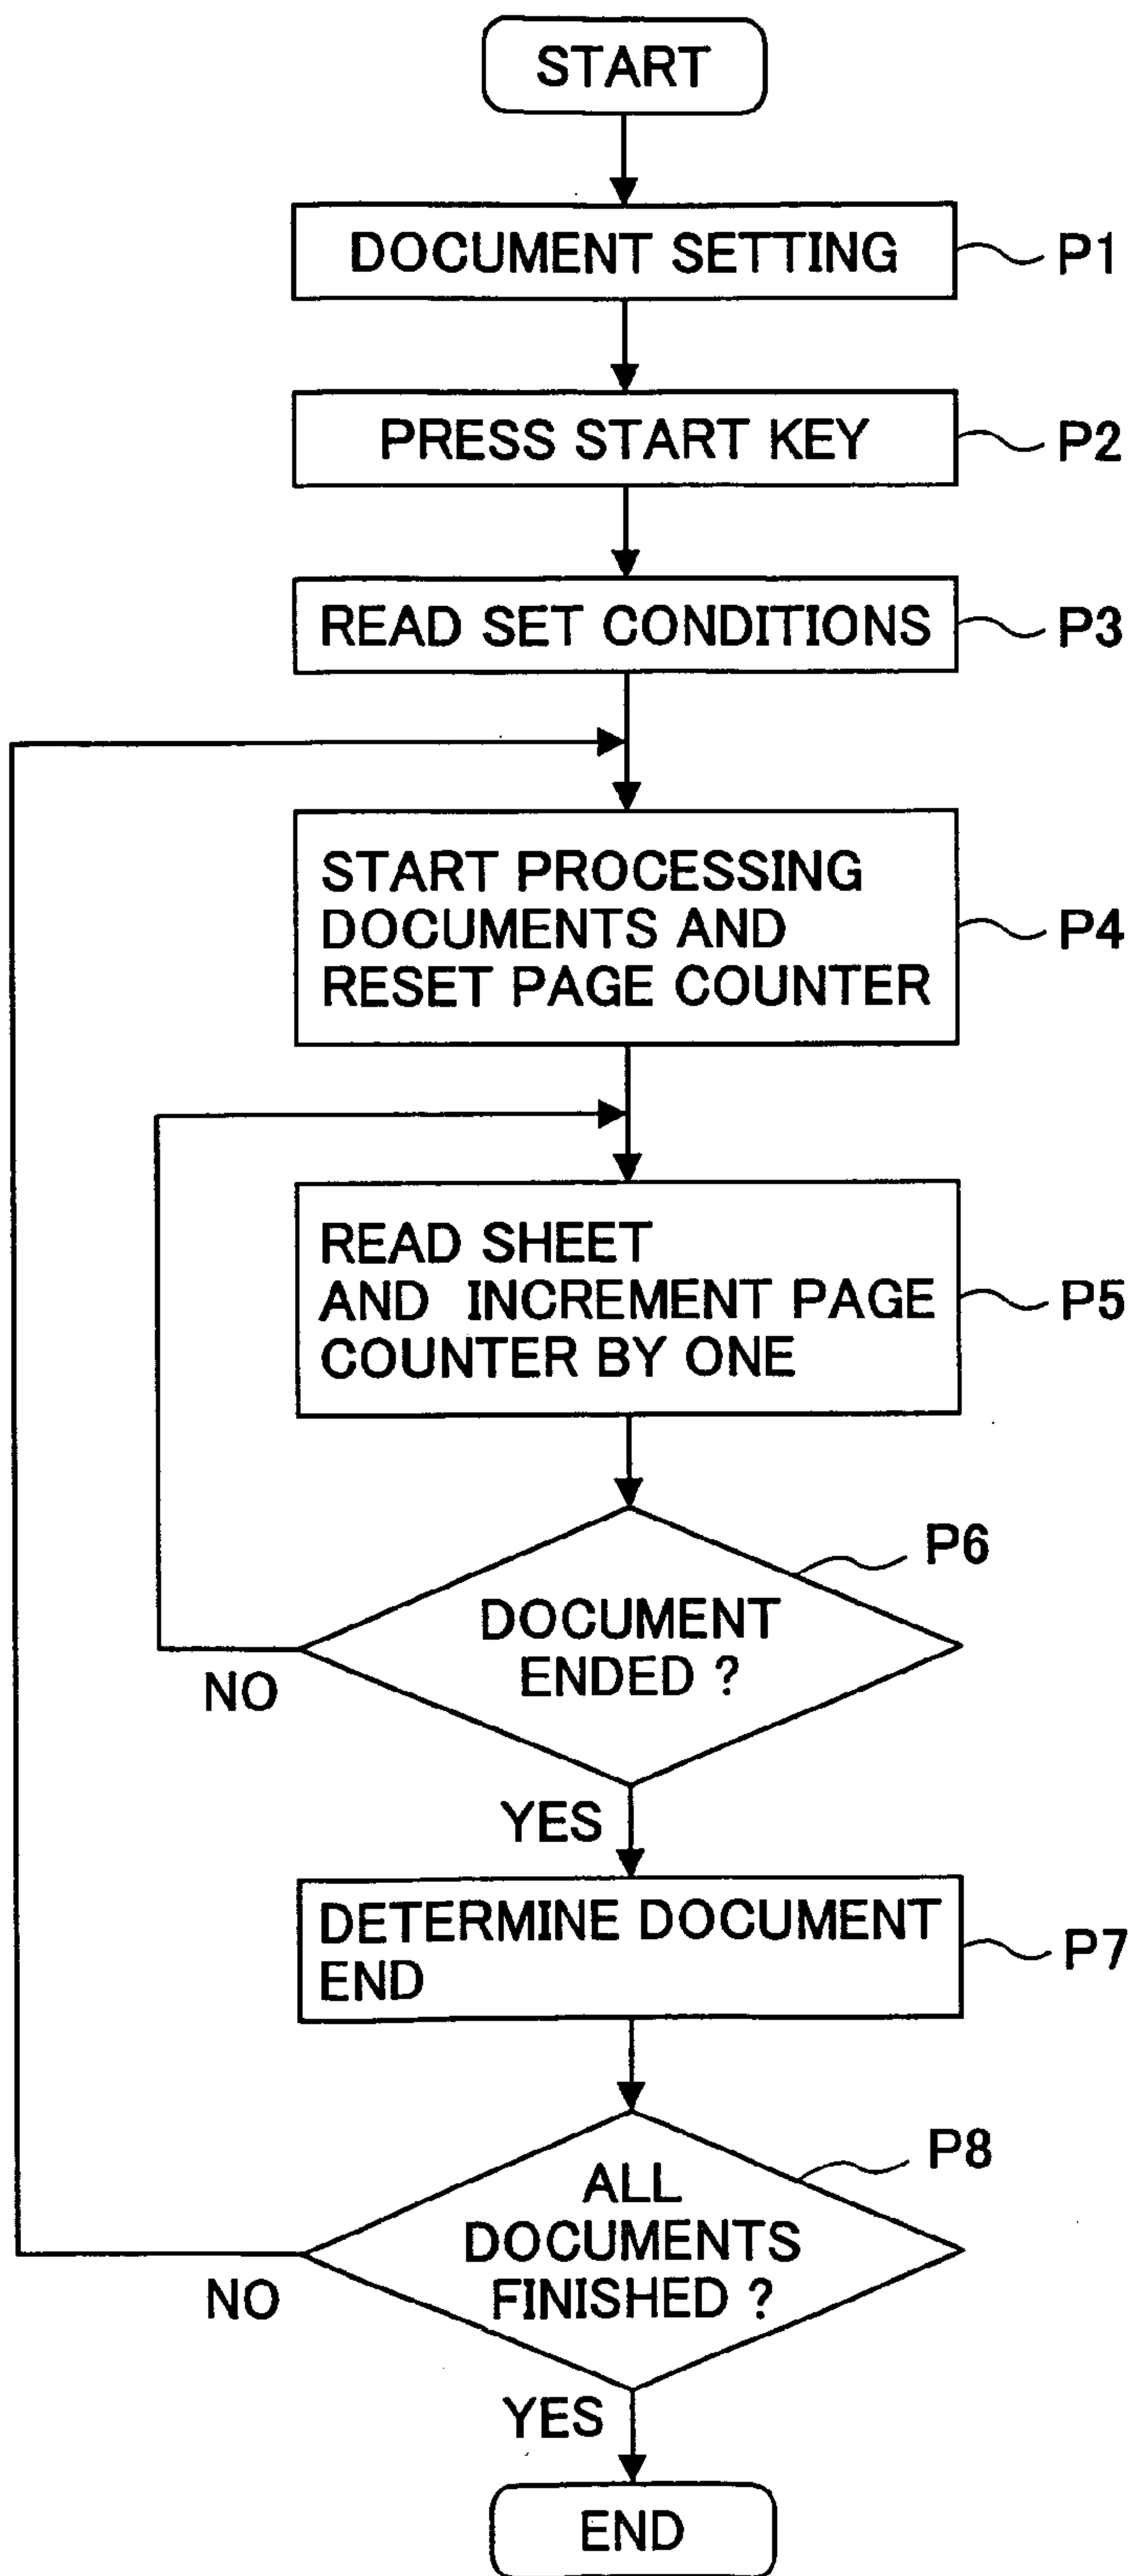 START
DOCUMENT SETTING
P1
PRESS START KEY
P2
READ SET CONDITIONS
P3
START PROCESSING
DOCUMENTS AND
RESET PAGE COUNTER
P4
READ SHEET
AND INCREMENT PAGE
COUNTER BY ONE
P5
P6
DOCUMENT
ENDED ?
NO
YES
DETERMINE DOCUMENT
END
P7
P8
ALL
DOCUMENTS
FINISHED ?
NO
YES
END